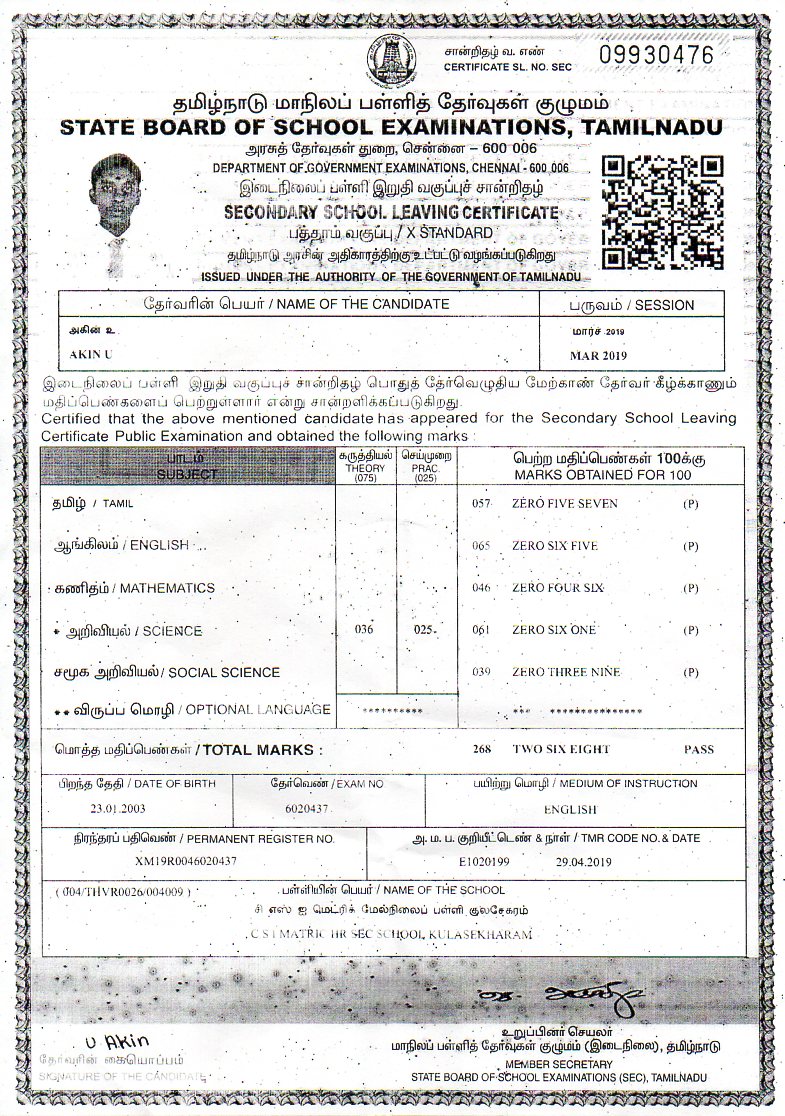 சான்றிதழ் வ. எண்
CERTIFICATE SL. NO. SEC
09930476
தமிழ்நாடு மாநிலப் பள்ளித் தேர்வுகள் குழுமம்
STATE BOARD OF SCHOOL EXAMINATIONS, TAMILNADU
அரசுத் தேர்வுகள் துறை, சென்னை – 600 006
DEPARTMENT OF GOVERNMENT EXAMINATIONS, CHENNAI - 600 006
இடைநிலைப் பள்ளி இறுதி வகுப்புச் சான்றிதழ்
SECONDARY SCHOOL LEAVING CERTIFICATE
பத்தாம் வகுப்பு / X STANDARD
தமிழ்நாடு அரசின் அதிகாரத்திற்கு உட்பட்டு வழங்கப்படுகிறது
ISSUED UNDER THE AUTHORITY OF THE GOVERNMENT OF TAMILNADU
தேர்வரின் பெயர் / NAME OF THE CANDIDATE
பருவம் / SESSION
அகின் உ
மார்ச் 2019
AKIN U
MAR 2019
இடைநிலைப் பள்ளி இறுதி வகுப்புச் சான்றிதழ் பொதுத் தேர்வெழுதிய மேற்காண் தேர்வர் கீழ்க்காணும்
மதிப்பெண்களைப் பெற்றுள்ளார் என்று சான்றளிக்கப்படுகிறது.
Certified that the above mentioned candidate has appeared for the Secondary School Leaving
Certificate Public Examination and obtained the following marks :
பாடம்
SUBJECT
கருத்தியல்
THEORY
(075)
செய்முறை
PRAC.
(025)
பெற்ற மதிப்பெண்கள் 100க்கு
MARKS OBTAINED FOR 100
தமிழ் / TAMIL 057 ZERO FIVE SEVEN (P)
ஆங்கிலம் / ENGLISH 065 ZERO SIX FIVE (P)
கணிதம் / MATHEMATICS 046 ZERO FOUR SIX (P)
* அறிவியல் / SCIENCE 036 025 061 ZERO SIX ONE (P)
சமூக அறிவியல் / SOCIAL SCIENCE 039 ZERO THREE NINE (P)
** விருப்ப மொழி / OPTIONAL LANGUAGE ********** *** ***************
மொத்த மதிப்பெண்கள் / TOTAL MARKS : 268 TWO SIX EIGHT PASS
பிறந்த தேதி / DATE OF BIRTH
தேர்வெண் / EXAM NO
பயிற்று மொழி / MEDIUM OF INSTRUCTION
23.01.2003
6020437
ENGLISH
நிரந்தரப் பதிவெண் / PERMANENT REGISTER NO.
அ. ம. ப. குறியீட்டெண் & நாள் / TMR CODE NO. & DATE
XM19R0046020437
E1020199 29.04.2019
( 004/THVR0026/004009 )
பள்ளியின் பெயர் / NAME OF THE SCHOOL
சி எஸ் ஐ மெட்ரிக் மேல்நிலைப் பள்ளி குலசேகரம்
C S I MATRIC HR SEC SCHOOL, KULASEKHARAM
U Akin
தேர்வரின் கையொப்பம்
SIGNATURE OF THE CANDIDATE
உறுப்பினர் செயலர்
மாநிலப் பள்ளித் தேர்வுகள் குழுமம் (இடைநிலை), தமிழ்நாடு
MEMBER SECRETARY
STATE BOARD OF SCHOOL EXAMINATIONS (SEC), TAMILNADU